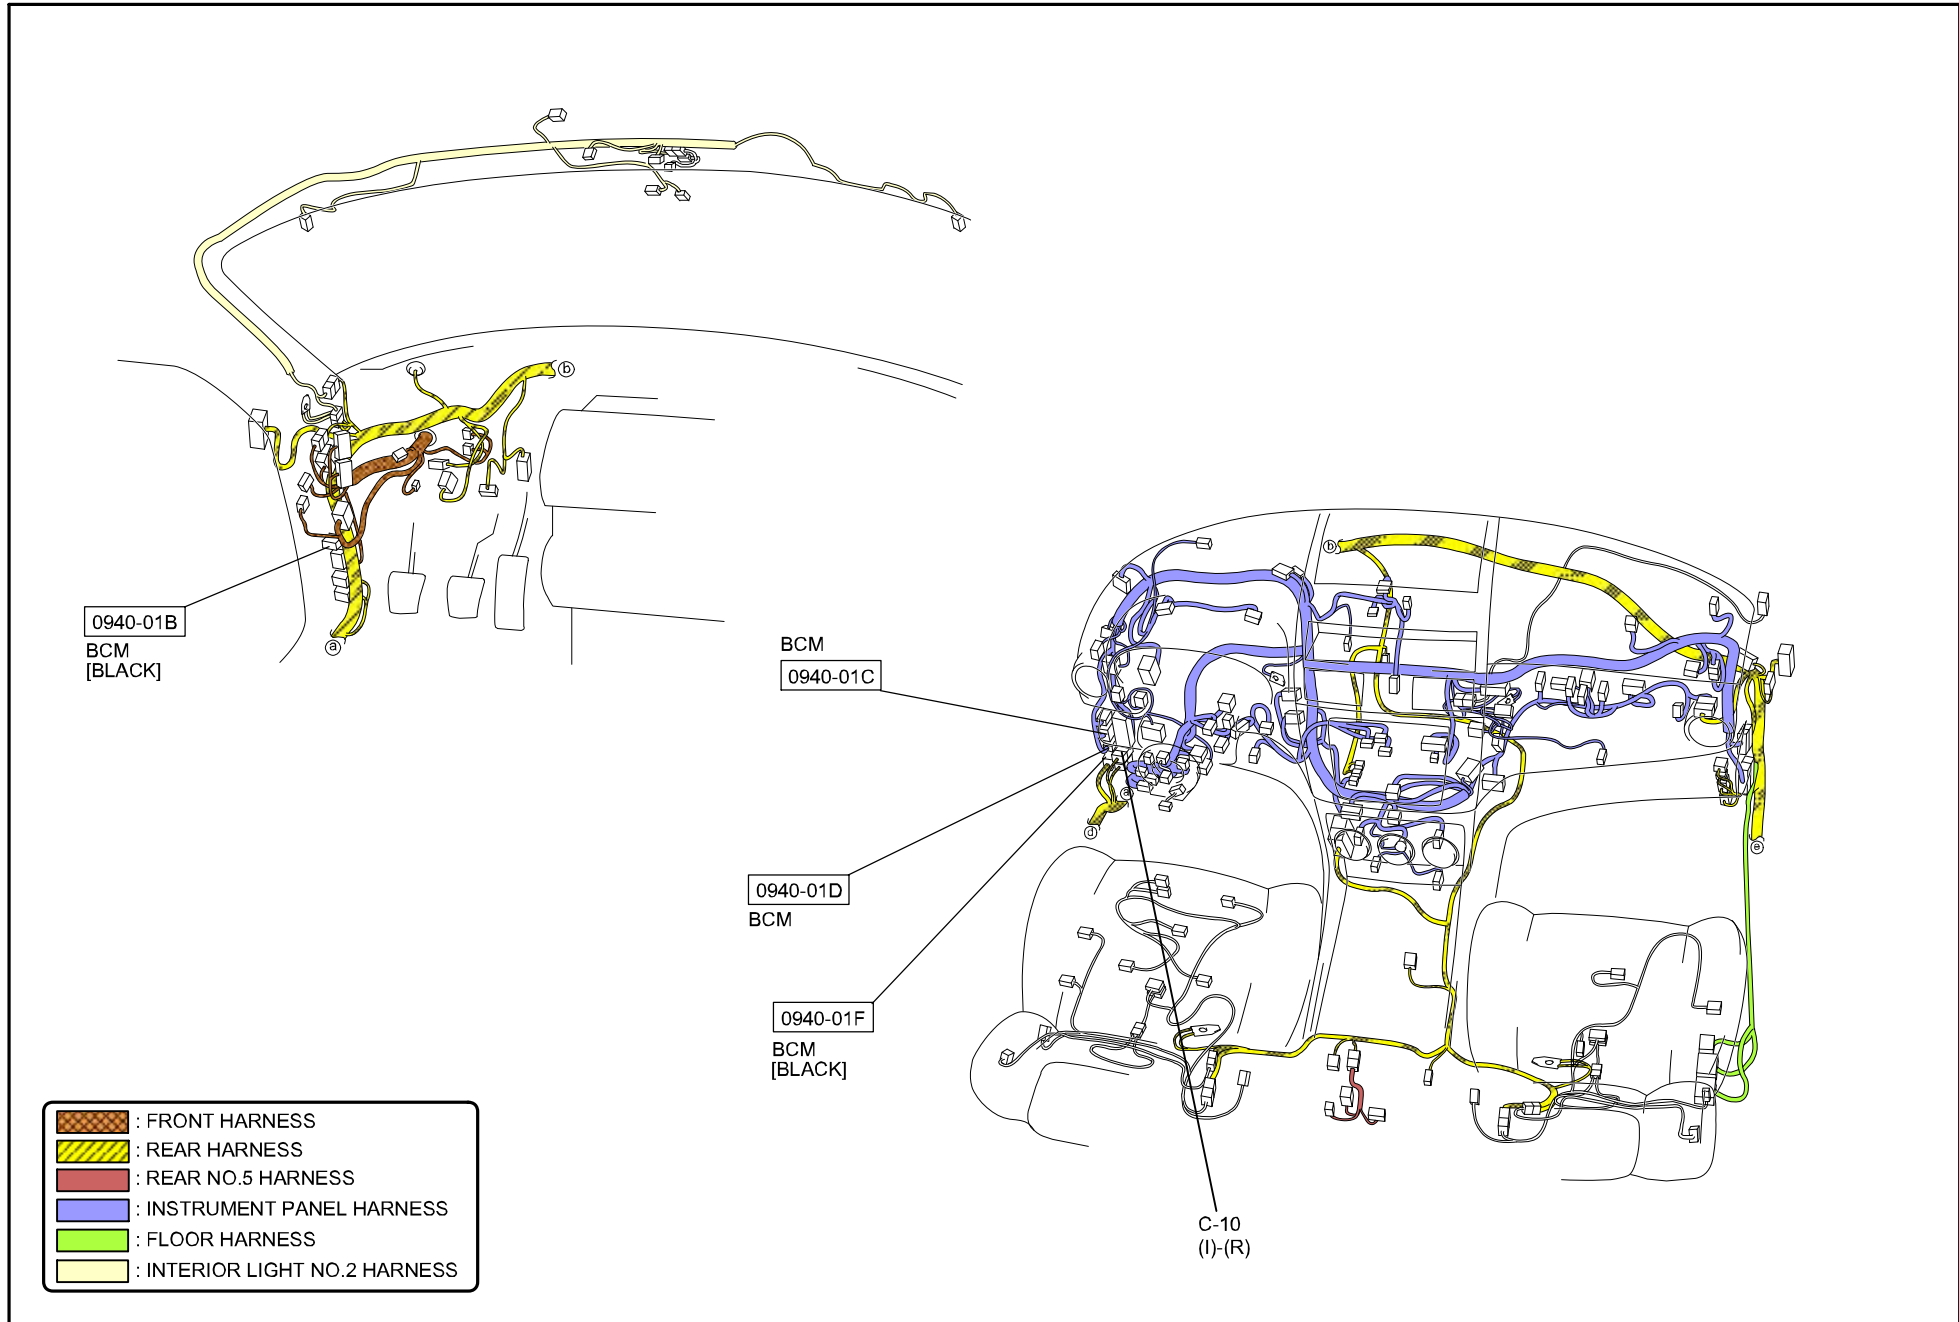 b
b
0940-01B
BCM
[BLACK]
a
BCM
0940-01C
a
d
e
0940-01D
BCM
0940-01F
BCM
[BLACK]
: FRONT HARNESS
: REAR HARNESS
: REAR NO.5 HARNESS
: INSTRUMENT PANEL HARNESS
: FLOOR HARNESS
: INTERIOR LIGHT NO.2 HARNESS
C-10
(I)-(R)